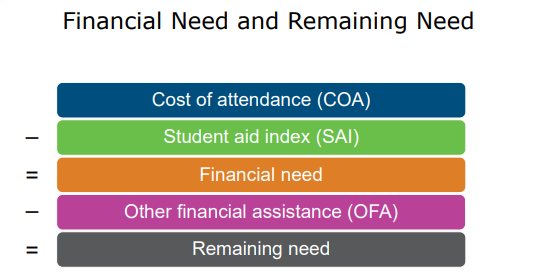 Financial Need and Remaining Need
Cost of attendance (COA)
– Student aid index (SAI)
= Financial need
– Other financial assistance (OFA)
= Remaining need